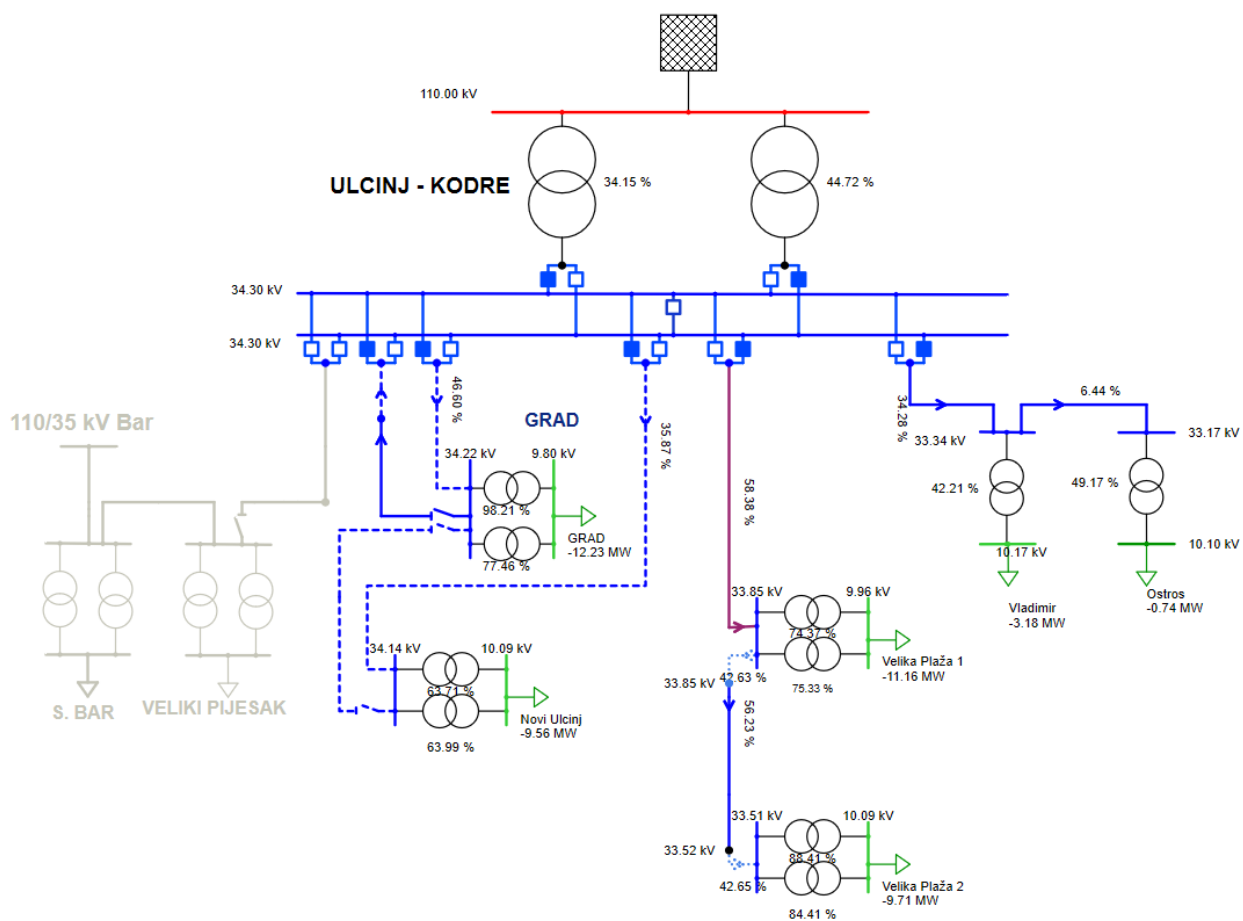 110.00 kV
ULCINJ - KODRE
34.15 %
44.72 %
34.30 kV
34.30 kV
46.60 %
GRAD
35.87 %
34.28 %
6.44 %
33.34 kV
33.17 kV
110/35 kV Bar
34.22 kV
9.80 kV
98.21 %
77.46 %
GRAD
-12.23 MW
58.38 %
42.21 %
49.17 %
10.17 kV
10.10 kV
Vladimir
-3.18 MW
Ostros
-0.74 MW
33.85 kV
9.96 kV
74.37 %
75.33 %
Velika Plaža 1
-11.16 MW
42.63 %
33.85 kV
56.23 %
34.14 kV
10.09 kV
63.71 %
63.99 %
Novi Ulcinj
-9.56 MW
S. BAR
VELIKI PIJESAK
33.51 kV
10.09 kV
33.52 kV
88.41 %
42.65 %
84.41 %
Velika Plaža 2
-9.71 MW